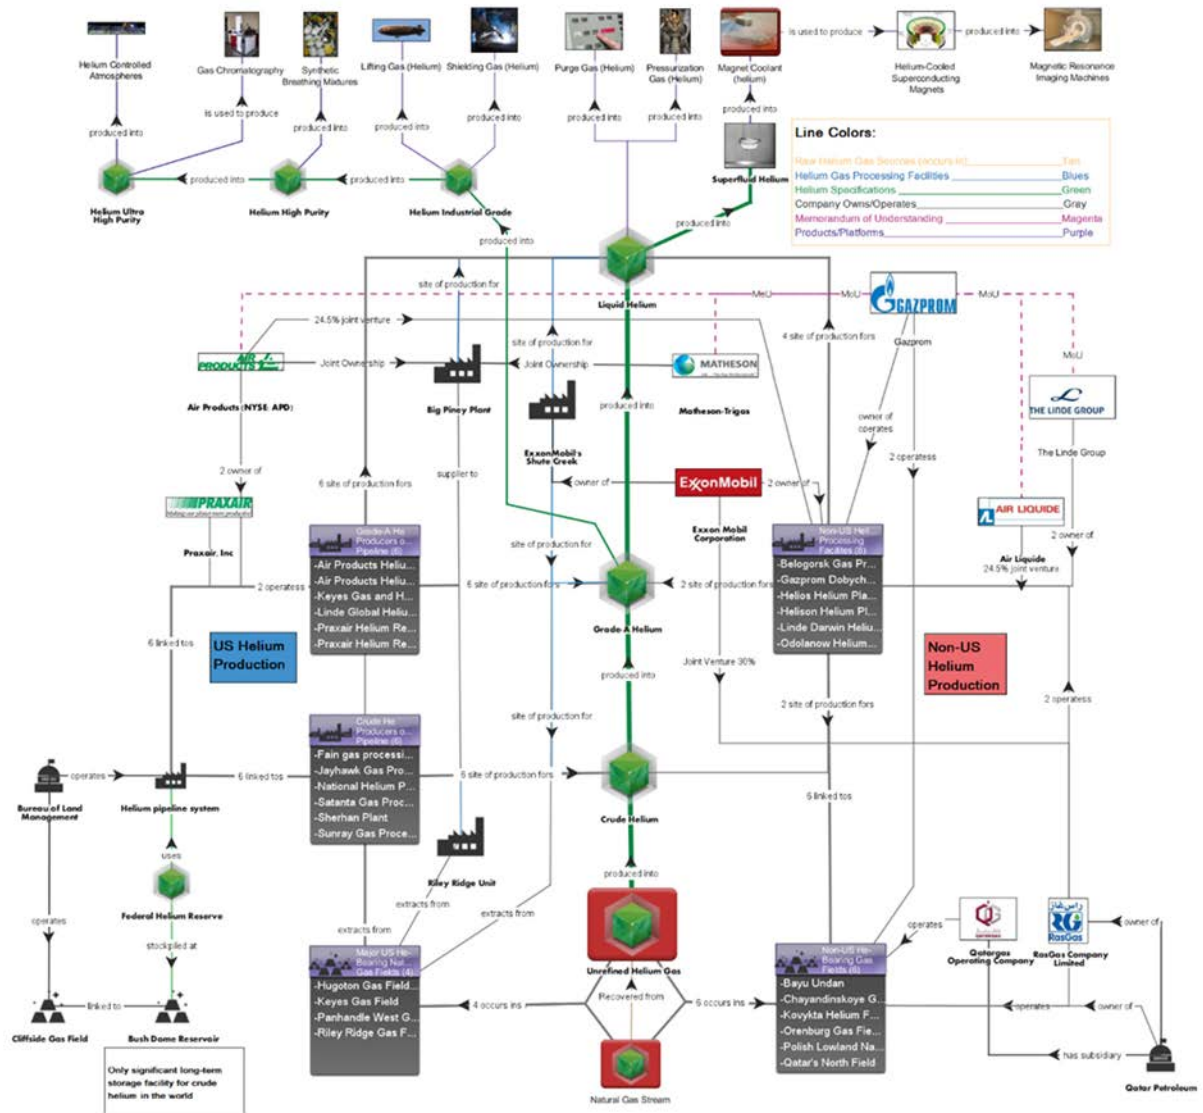 Helium Controlled
Atmospheres
Gas Chromatography
Synthetic
Breathing Mixtures
Lifting Gas (Helium)
Shielding Gas (Helium)
Purge Gas (Helium)
Pressurization
Gas (Helium)
Magnet Coolant
(helium)
is used to produce
Helium-Cooled
Superconducting
Magnets
produced into
Magnetic Resonance
Imaging Machines
produced into
is used to produce
produced into
produced into
produced into
produced into
produced into
produced into
Superfluid Helium
Line Colors:
Raw Helium Gas Sources (occurs in) Tan
Helium Gas Processing Facilities Blues
Helium Specifications Green
Company Owns/Operates Gray
Memorandum of Understanding Magenta
Products/Platforms Purple
produced into
produced into
Helium Ultra
High Purity
Helium High Purity
Helium Industrial Grade
produced into
produced into
Liquid Helium
site of production for
MoU
MoU
MoU
GAZPROM
Gazprom
24.5% joint venture
site of production for
4 site of production fors
AIR
PRODUCTS
Air Products (NYSE: APD)
Joint Ownership
Big Piney Plant
Joint Ownership
MATHESON
Matheson-Trigas
MoU
THE LINDE GROUP
The Linde Group
ExxonMobil's
Shute Creek
produced into
owner of
operates
2 operatess
2 owner of
6 site of production fors
supplier to
owner of
ExxonMobil
2 owner of
Exxon Mobil
Corporation
PRAXAIR
Praxair, Inc
AIR LIQUIDE
Air Liquide
24.5% joint venture
2 owner of
Grade-A He
Producers o...
Pipeline (6)
-Air Products Heliu...
-Air Products Heliu...
-Keyes Gas and H...
-Linde Global Heliu...
-Praxair Helium Re...
-Praxair Helium Re...
site of production for
6 site of production fors
2 site of production fors
Grade-A Helium
Non-US Heli...
Processing
Facilites (8)
-Belogorsk Gas Pr...
-Gazprom Dobych...
-Helios Helium Pla...
-Helison Helium Pl...
-Linde Darwin Heliu...
-Odolanow Helium...
2 operatess
6 linked tos
US Helium
Production
Non-US
Helium
Production
Joint Venture 30%
produced into
2 site of production fors
2 operatess
site of production for
Crude He
Producers o...
Pipeline (6)
-Fain gas processi...
-Jayhawk Gas Pro...
-National Helium P...
-Satanta Gas Proc...
-Sherhan Plant
-Sunray Gas Proce...
Bureau of Land
Management
operates
Helium pipeline system
6 linked tos
6 site of production fors
Crude Helium
6 linked tos
uses
Federal Helium Reserve
Riley Ridge Unit
produced into
extracts from
extracts from
extracts from
operates
stockpiled at
Cliffside Gas Field
linked to
Bush Dome Reservoir
Only significant long-term
storage facility for crude
helium in the world
Major US He-
Bearing Nat...
Gas Fields (4)
-Hugoton Gas Field...
-Keyes Gas Field
-Panhandle West G...
-Riley Ridge Gas F...
4 occurs ins
Unrefined Helium Gas
Recovered from
Natural Gas Stream
6 occurs ins
Non-US He-
Bearing Gas
Fields (6)
-Bayu Undan
-Chayandinskoye G...
-Kovykta Helium F...
-Orenburg Gas Fie...
-Polish Lowland Na...
-Qatar's North Field
operates
Qatargas
Operating Company
راس غاز
RG
RasGas
RasGas Company
Limited
owner of
operates
owner of
has subsidiary
Qatar Petroleum